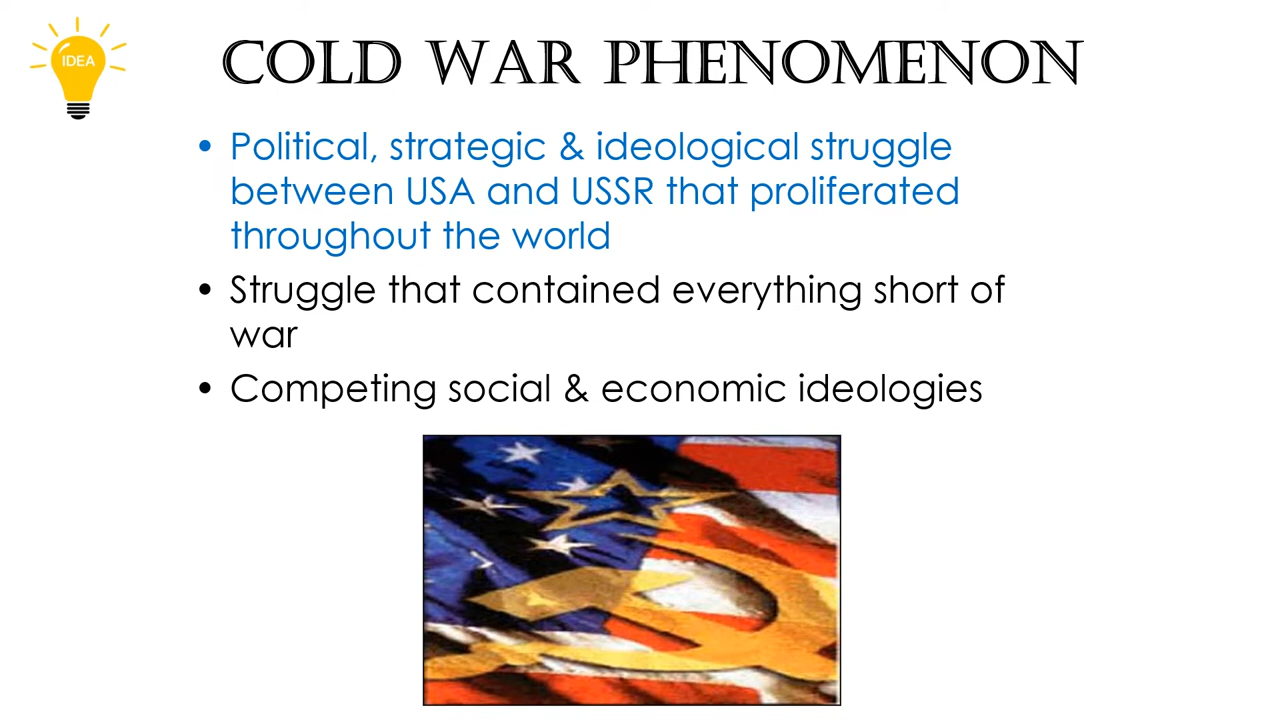 IDEA
COLD WAR PHENOMENON
• Political, strategic & ideological struggle
between USA and USSR that proliferated
throughout the world
• Struggle that contained everything short of
war
• Competing social & economic ideologies